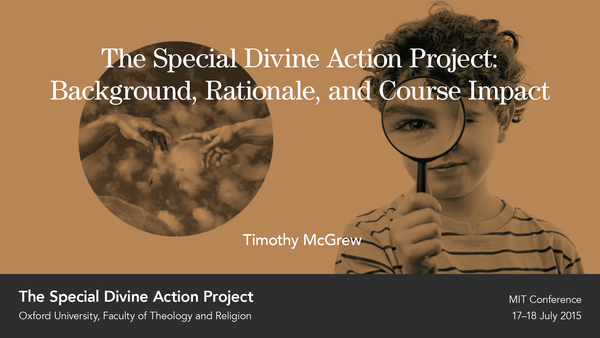 The Special Divine Action Project:
Background, Rationale, and Course Impact
Timothy McGrew
The Special Divine Action Project
Oxford University, Faculty of Theology and Religion
MIT Conference
17–18 July 2015